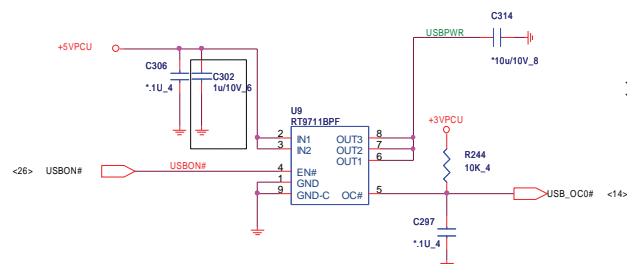 C314
USBPWR
+5VPCU
*10u/10V_8
C306
C302
*.1U_4
1u/10V_6
U9
RT9711BPF
+3VPCU
2
IN1
OUT3
8
3
IN2
OUT2
7
OUT1
6
R244
10K_4
<26>
USBON#
USBON#
4
EN#
1
GND
9
GND-C
OC#
5
USB_OC0#
<14>
C297
*.1U_4